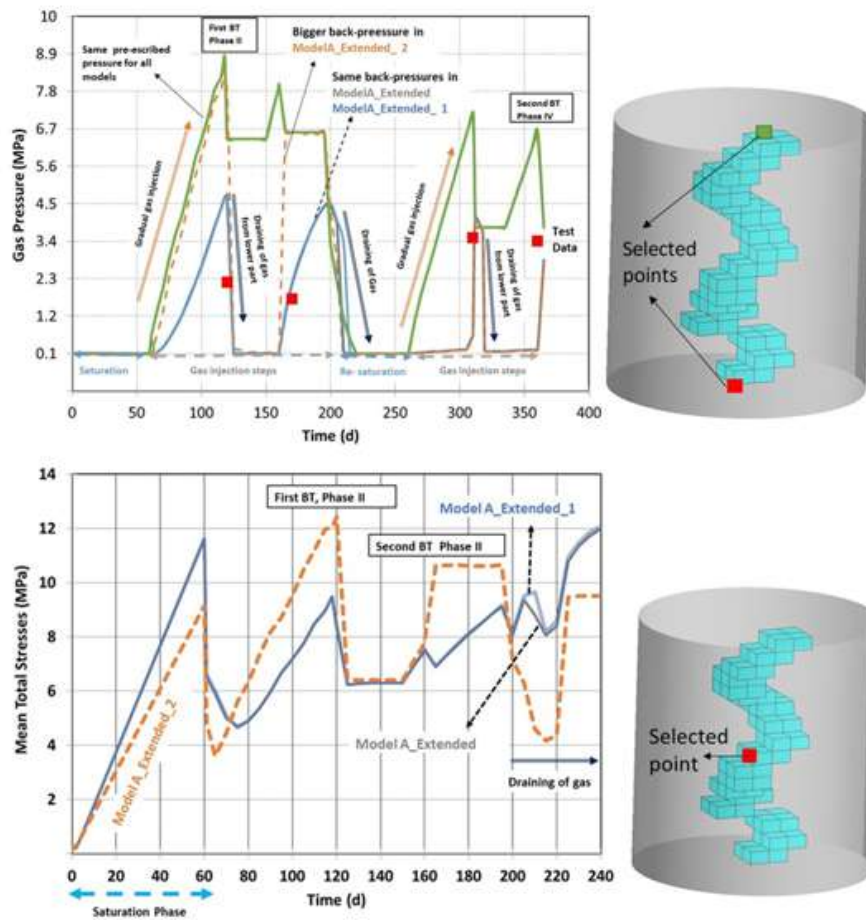 Gas Pressure (MPa)
10
8.9
7.8
6.7
5.6
4.5
3.4
2.3
1.2
0.1
First BT
Phase II
Same pre-escribed
pressure for all
models
Bigger back-preessure in
ModelA_Extended_ 2
Same back-pressures in
ModelA_Extended
ModelA_Extended_ 1
Second BT
Phase IV
Gradual gas injection
Draining of gas
from lower part
Draining of Gas
Gradual gas injection
Draining of gas
from lower part
Test
Data
Saturation
Gas injection steps
Re- saturation
Gas injection steps
0 50 100 150 200 250 300 350 400
Time (d)
Selected
points
Mean Total Stresses (MPa)
14
12
10
8
6
4
2
First BT, Phase II
Model A_Extended_1
Second BT Phase II
Model A_Extended_2
Model A_Extended
Draining of gas
0 20 40 60 80 100 120 140 160 180 200 220 240
Time (d)
Saturation Phase
Selected
point